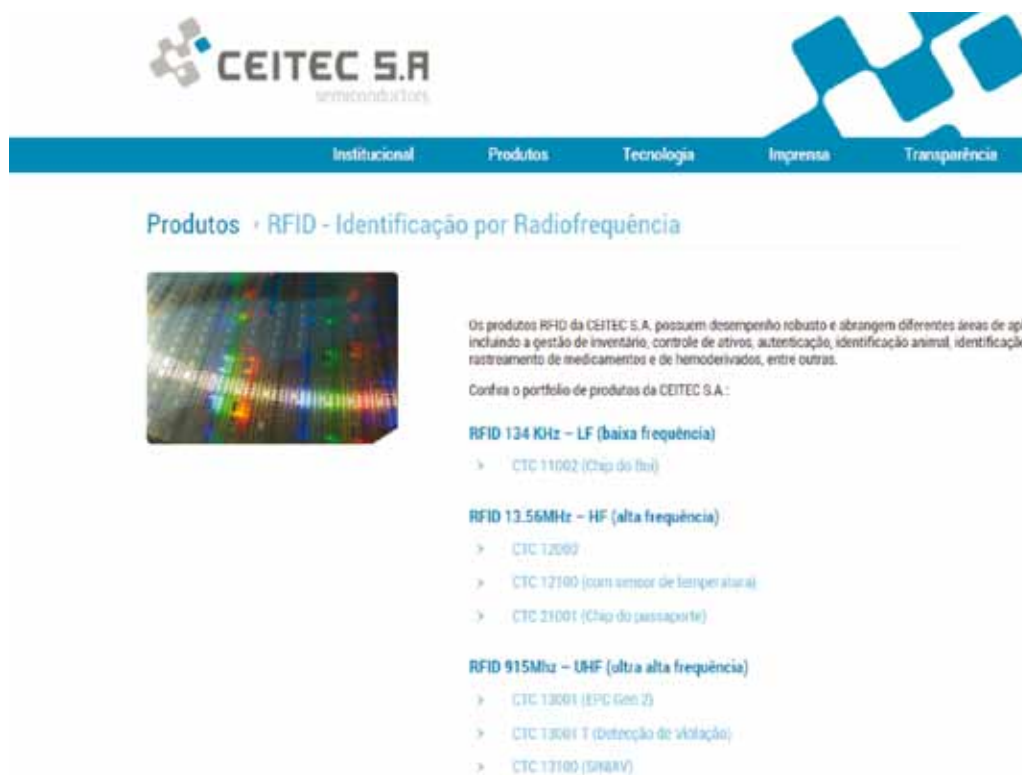 CEITEC S.A
semiconductors
Institucional Produtos Tecnologia Imprensa Transparência
Produtos › RFID - Identificação por Radiofrequência
Os produtos RFID da CEITEC S.A. possuem desempenho robusto e abrangem diferentes áreas de
incluindo a gestão de inventário, controle de ativos, autenticação, identificação animal, identificação
rastreamento de medicamentos e de hemoderivados, entre outras.
Confira o portfolio de produtos da CEITEC S.A.:
RFID 134 KHz – LF (baixa frequência)
> CTC 11002 (Chip do Boi)
RFID 13.56MHz – HF (alta frequência)
> CTC 12000
> CTC 12100 (com sensor de temperatura)
> CTC 21001 (Chip do passaporte)
RFID 915Mhz – UHF (ultra alta frequência)
> CTC 13001 (EPC Gen 2)
> CTC 13001 T (Detecção de Violação)
> CTC 13100 (SINIAV)